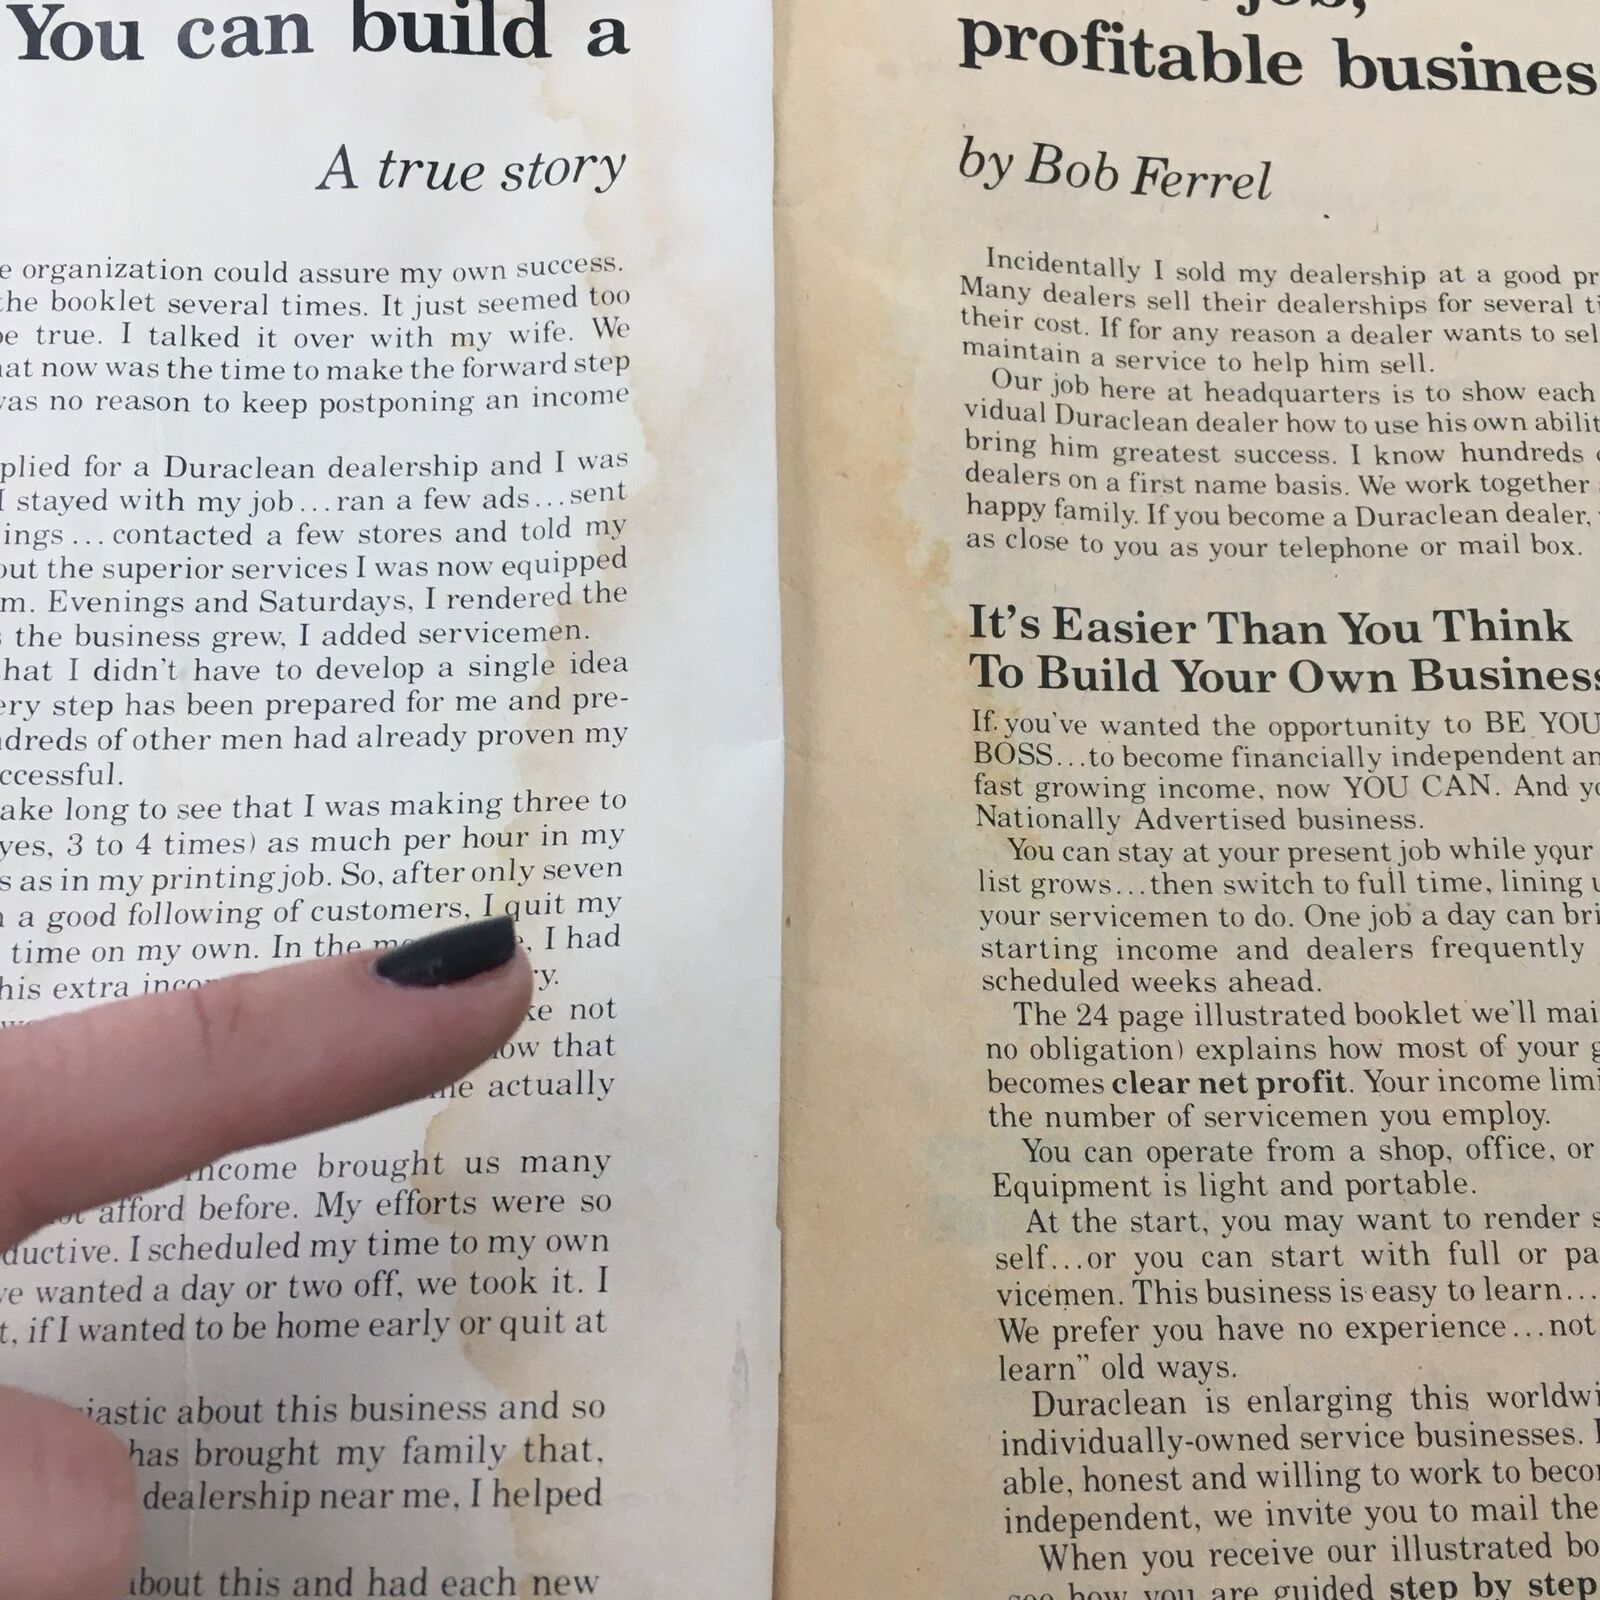 You can build a
A true story
organization could assure my own success.
the booklet several times. It just seemed too
be true. I talked it over with my wife. We
now was the time to make the forward step
was no reason to keep postponing an income
plied for a Duraclean dealership and I was
I stayed with my job...ran a few ads...sent
ings...contacted a few stores and told my
out the superior services I was now equipped
m. Evenings and Saturdays, I rendered the
the business grew, I added servicemen.
hat I didn't have to develop a single idea
ery step has been prepared for me and pre-
dreds of other men had already proven my
ccessful.
ake long to see that I was making three to
yes, 3 to 4 times) as much per hour in my
s as in my printing job. So, after only seven
a good following of customers, I quit my
time on my own. In the I had
his extra
ry.
ke not
ow that
actually
ncome brought us many
afford before. My efforts were so
ductive. I scheduled my time to my own
ve wanted a day or two off, we took it. I
t, if I wanted to be home early or quit at
iastic about this business and so
has brought my family that,
dealership near me, I helped
about this and had each new
job,
profitable busines
by Bob Ferrel
Incidentally I sold my dealership at a good pr
Many dealers sell their dealerships for several ti
their cost. If for any reason a dealer wants to sel
maintain a service to help him sell.
Our job here at headquarters is to show each
vidual Duraclean dealer how to use his own abilit
bring him greatest success. I know hundreds
dealers on a first name basis. We work together
happy family. If you become a Duraclean dealer,
as close to you as your telephone or mail box.
It's Easier Than You Think
To Build Your Own Business
If you've wanted the opportunity to BE YOU
BOSS...to become financially independent an
fast growing income, now YOU CAN. And yo
Nationally Advertised business.
You can stay at your present job while your
list grows...then switch to full time, lining u
your servicemen to do. One job a day can bri
starting income and dealers frequently
scheduled weeks ahead.
The 24 page illustrated booklet we'll mai
no obligation) explains how most of your g
becomes clear net profit. Your income limi
the number of servicemen you employ.
You can operate from a shop, office, or
Equipment is light and portable.
At the start, you may want to render s
self...or you can start with full or pa
vicemen. This business is easy to learn...
We prefer you have no experience...not
learn" old ways.
Duraclean is enlarging this worldwi
individually-owned service businesses. I
able, honest and willing to work to becom
independent, we invite you to mail the
When you receive our illustrated bo
see how you are guided step by step